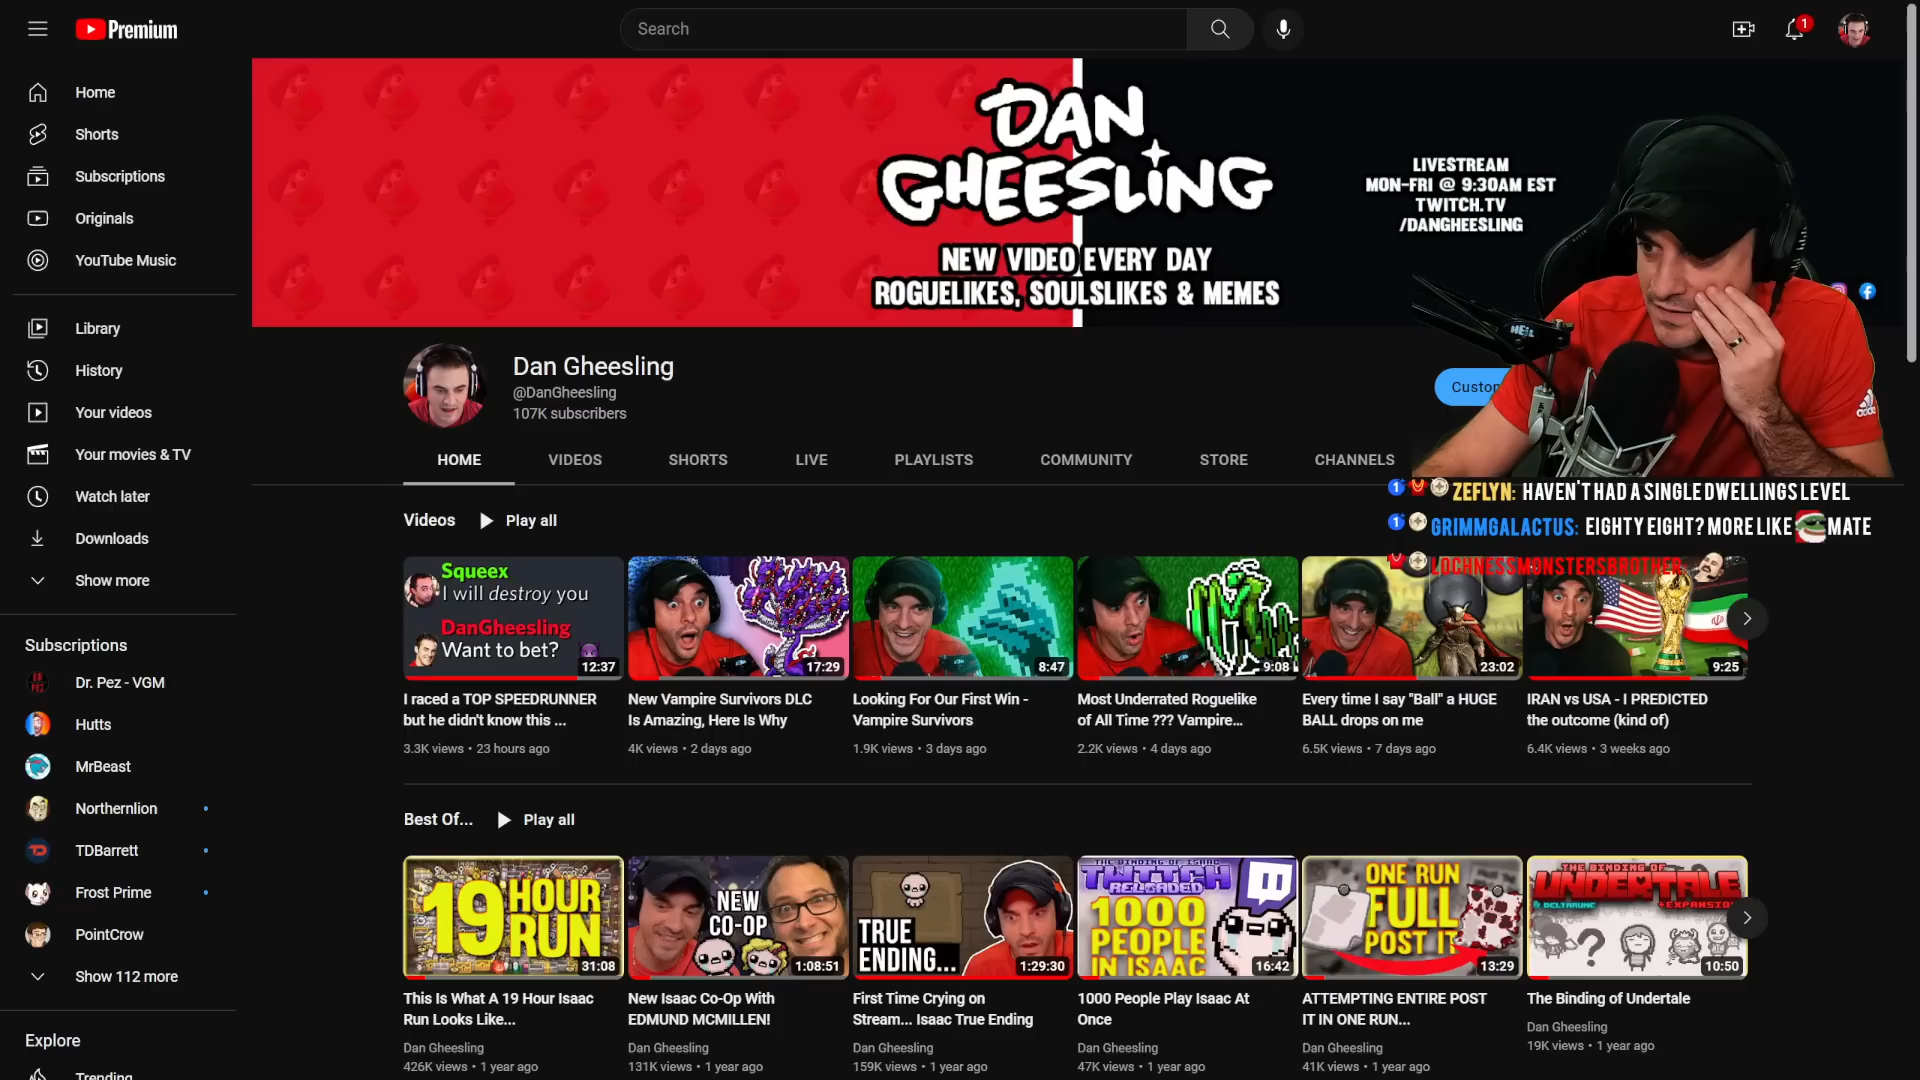 Premium
Search
1
Home
Shorts
Subscriptions
Originals
YouTube Music
Library
History
Your videos
Your movies & TV
Watch later
Downloads
Show more
Subscriptions
Dr. Pez - VGM
Hutts
MrBeast
Northernlion
TDBarrett
Frost Prime
PointCrow
Show 112 more
Explore
Trending
DAN
GHEESLING
NEW VIDEO EVERY DAY
ROGUELIKES, SOULSLIKES & MEMES
LIVESTREAM
MON-FRI @ 9:30AM EST
TWITCH.TV
/DANGHEESLING
Dan Gheesling
@DanGheesling
107K subscribers
HOME
VIDEOS
SHORTS
LIVE
PLAYLISTS
COMMUNITY
STORE
CHANNELS
ZEFLYN: HAVEN'T HAD A SINGLE DWELLINGS LEVEL
GRIMMGALACTUS: EIGHTY EIGHT? MORE LIKE MATE
LOCHNESSMONSTERSBROTHER
Videos
Play all
Squeex
I will destroy you
DanGheesling
Want to bet?
12:37
17:29
8:47
9:08
23:02
9:25
I raced a TOP SPEEDRUNNER
but he didn't know this ...
3.3K views • 23 hours ago
New Vampire Survivors DLC
Is Amazing, Here Is Why
4K views • 2 days ago
Looking For Our First Win -
Vampire Survivors
1.9K views • 3 days ago
Most Underrated Roguelike
of All Time ??? Vampire...
2.2K views • 4 days ago
Every time I say "Ball" a HUGE
BALL drops on me
6.5K views • 7 days ago
IRAN vs USA - I PREDICTED
the outcome (kind of)
6.4K views • 3 weeks ago
Best Of...
Play all
19 HOUR
RUN
31:08
NEW
CO-OP
1:08:51
TRUE
ENDING...
1:29:30
THE BINDING OF ISAAC
TWITCH
RELOADED
1000
PEOPLE
IN ISAAC
16:42
ONE RUN
FULL
POST IT
13:29
THE BINDING OF
UNDERTALE
& DELTARUNE
EXPANSION
10:50
This Is What A 19 Hour Isaac
Run Looks Like...
Dan Gheesling
426K views • 1 year ago
New Isaac Co-Op With
EDMUND MCMILLEN!
Dan Gheesling
131K views • 1 year ago
First Time Crying on
Stream... Isaac True Ending
Dan Gheesling
159K views • 1 year ago
1000 People Play Isaac At
Once
Dan Gheesling
47K views • 1 year ago
ATTEMPTING ENTIRE POST
IT IN ONE RUN...
Dan Gheesling
41K views • 1 year ago
The Binding of Undertale
Dan Gheesling
19K views • 1 year ago